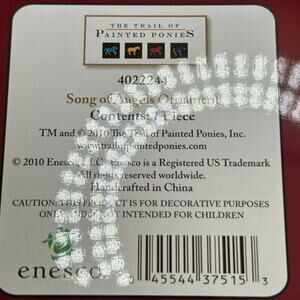 THE TRAIL OF
PAINTED PONIES
4022244
Song of Angels Ornament
Contents: 1 Piece
TM and © 2010 The Trail of Painted Ponies, Inc.
www.trailofpaintedponies.com
© 2010 Enesco, LLC Enesco is a Registered US Trademark
All rights reserved worldwide.
Handcrafted in China
CAUTION: THIS PRODUCT IS FOR DECORATIVE PURPOSES
ONLY AND NOT INTENDED FOR CHILDREN
enesco
0 45544 37515 3